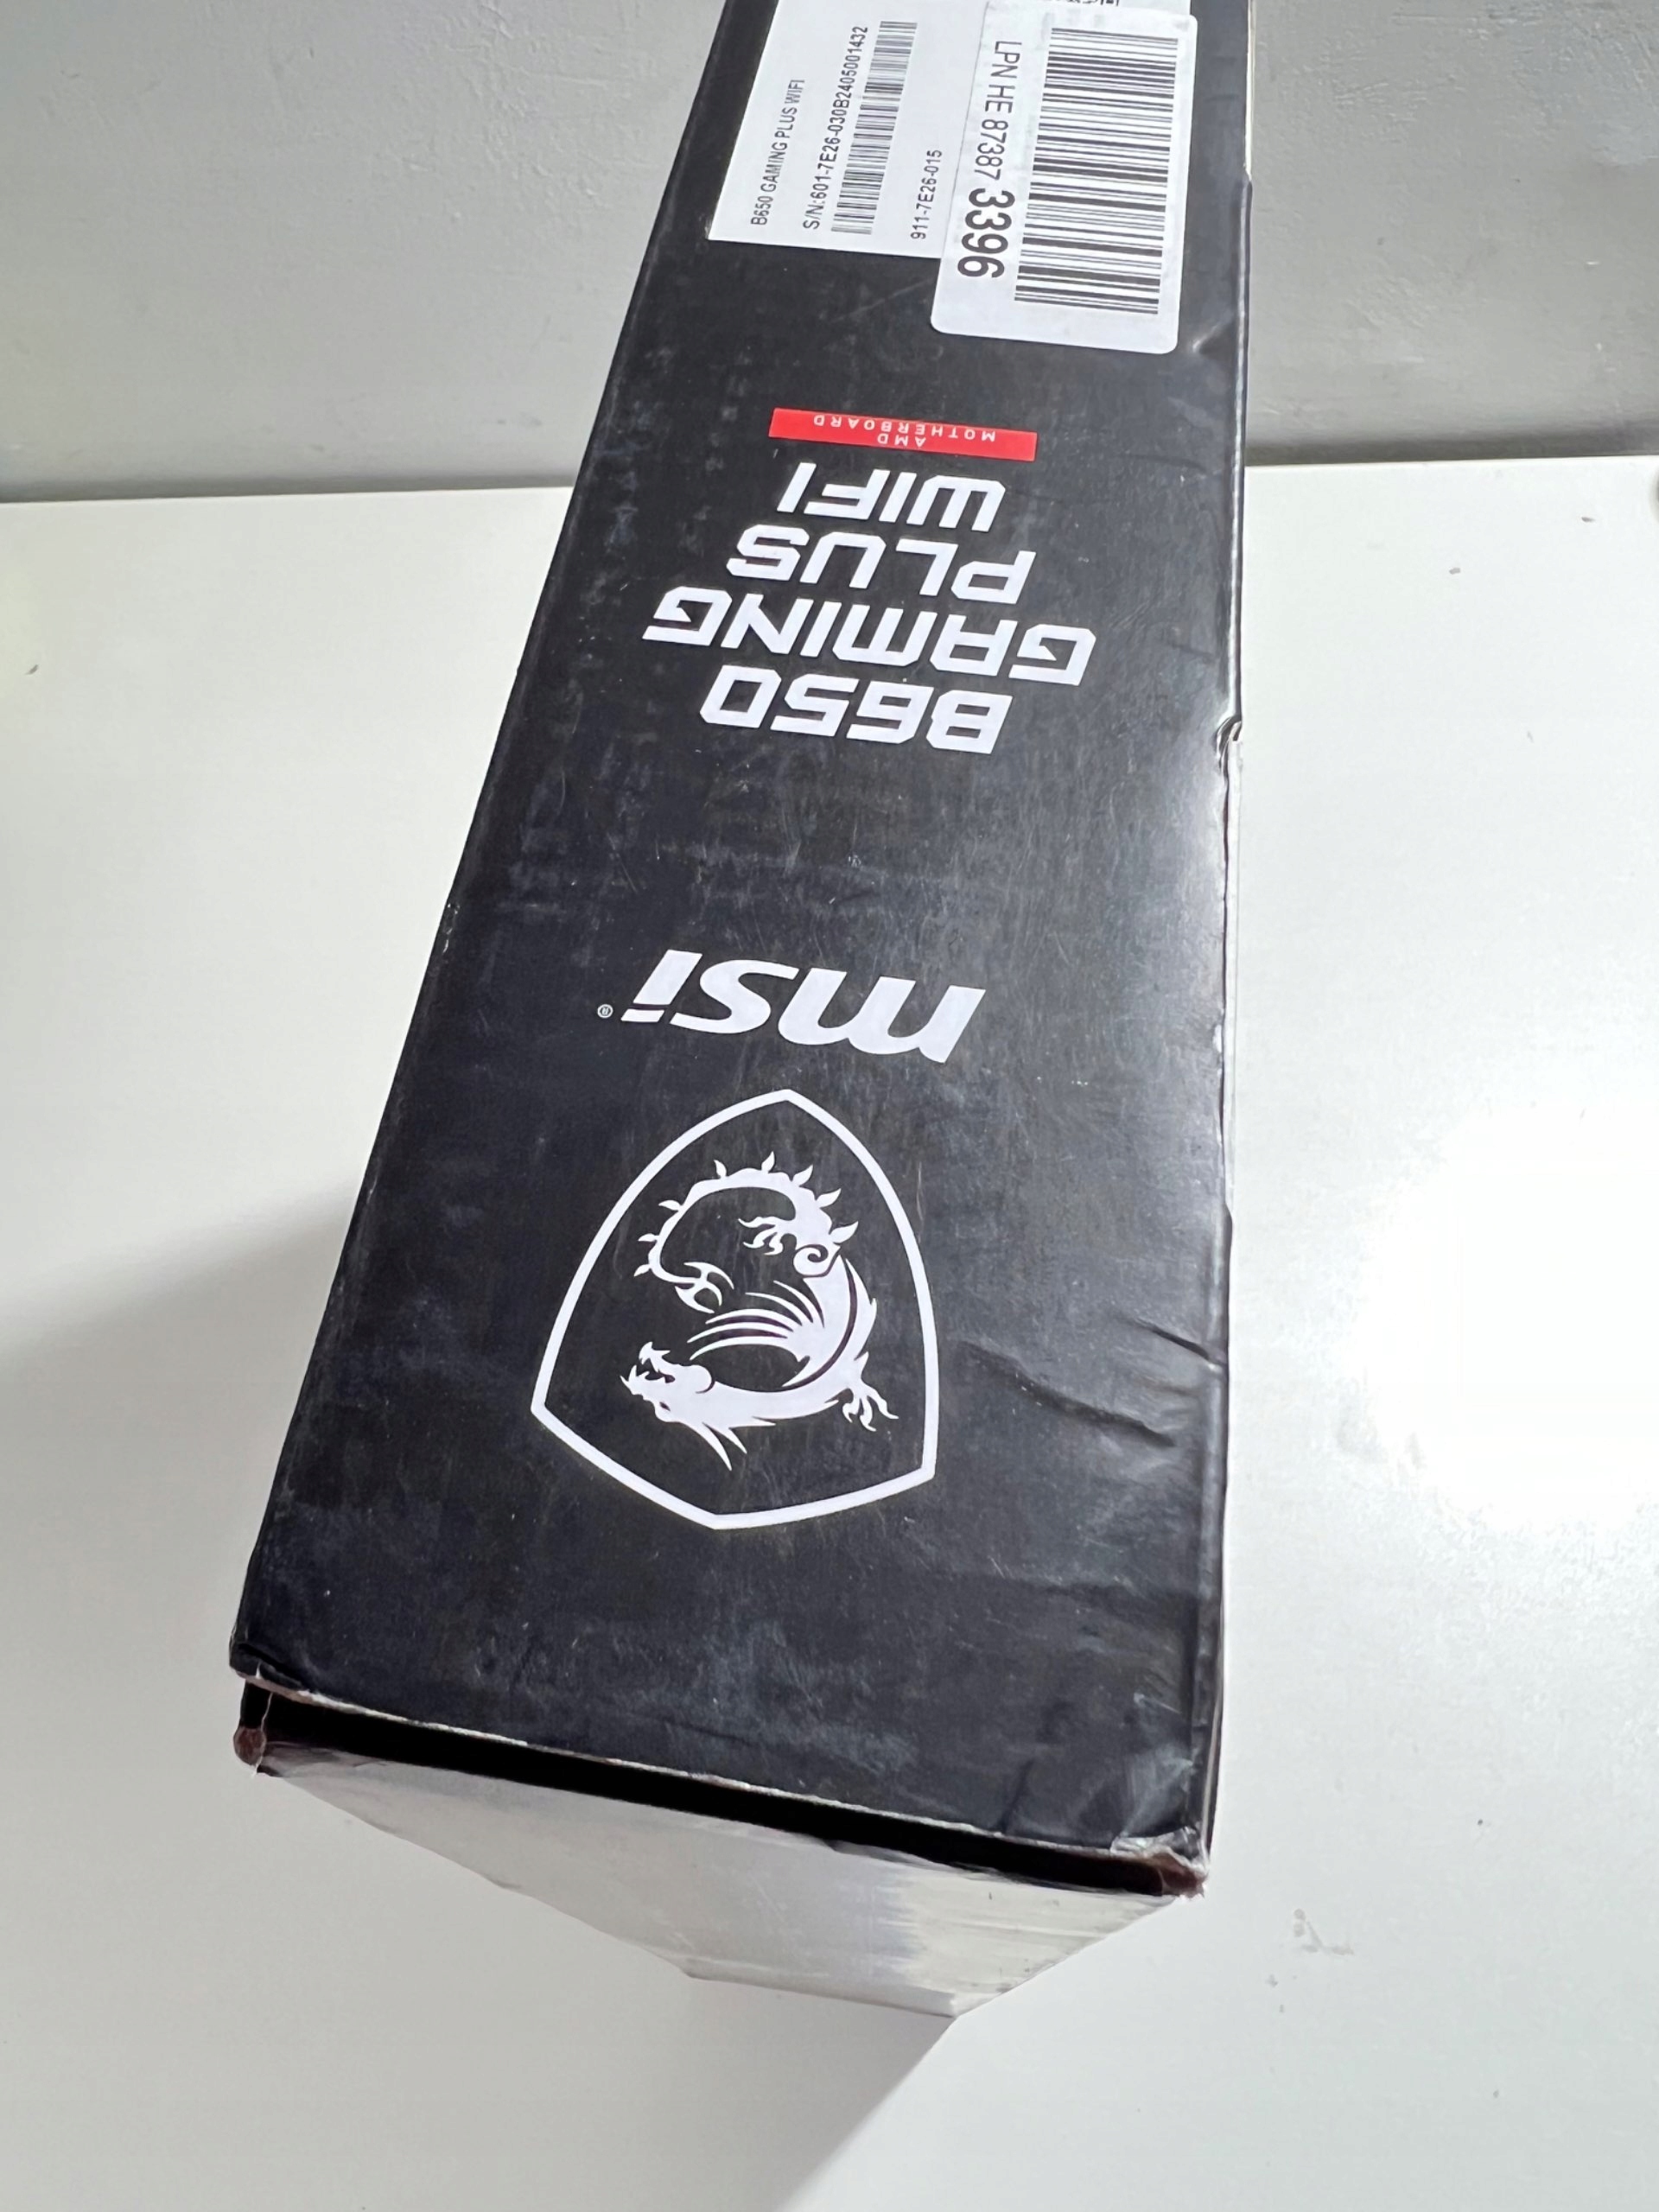 B650 GAMING PLUS WIFI
S/N:601-7E26-030B2405001432
911-7E26-015
LPN HE 87387 3396
msi®
B650
GAMING
PLUS
WIFI
AMD
MOTHERBOARD